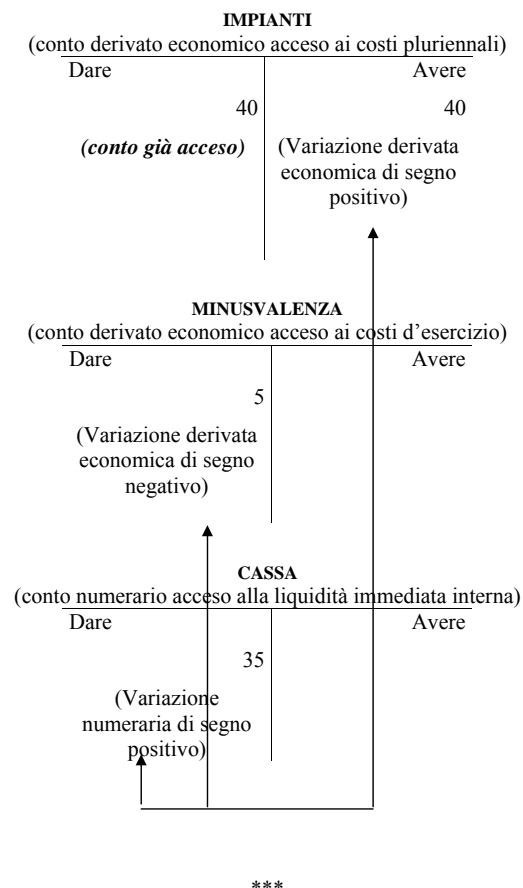 IMPIANTI
(conto derivato economico acceso ai costi pluriennali)
Dare Avere
40 40
(conto già acceso) (Variazione derivata
economica di segno
positivo)
MINUSVALENZA
(conto derivato economico acceso ai costi d’esercizio)
Dare Avere
5
(Variazione derivata
economica di segno
negativo)
CASSA
(conto numerario acceso alla liquidità immediata interna)
Dare Avere
35
(Variazione
numeraria di segno
positivo)
***